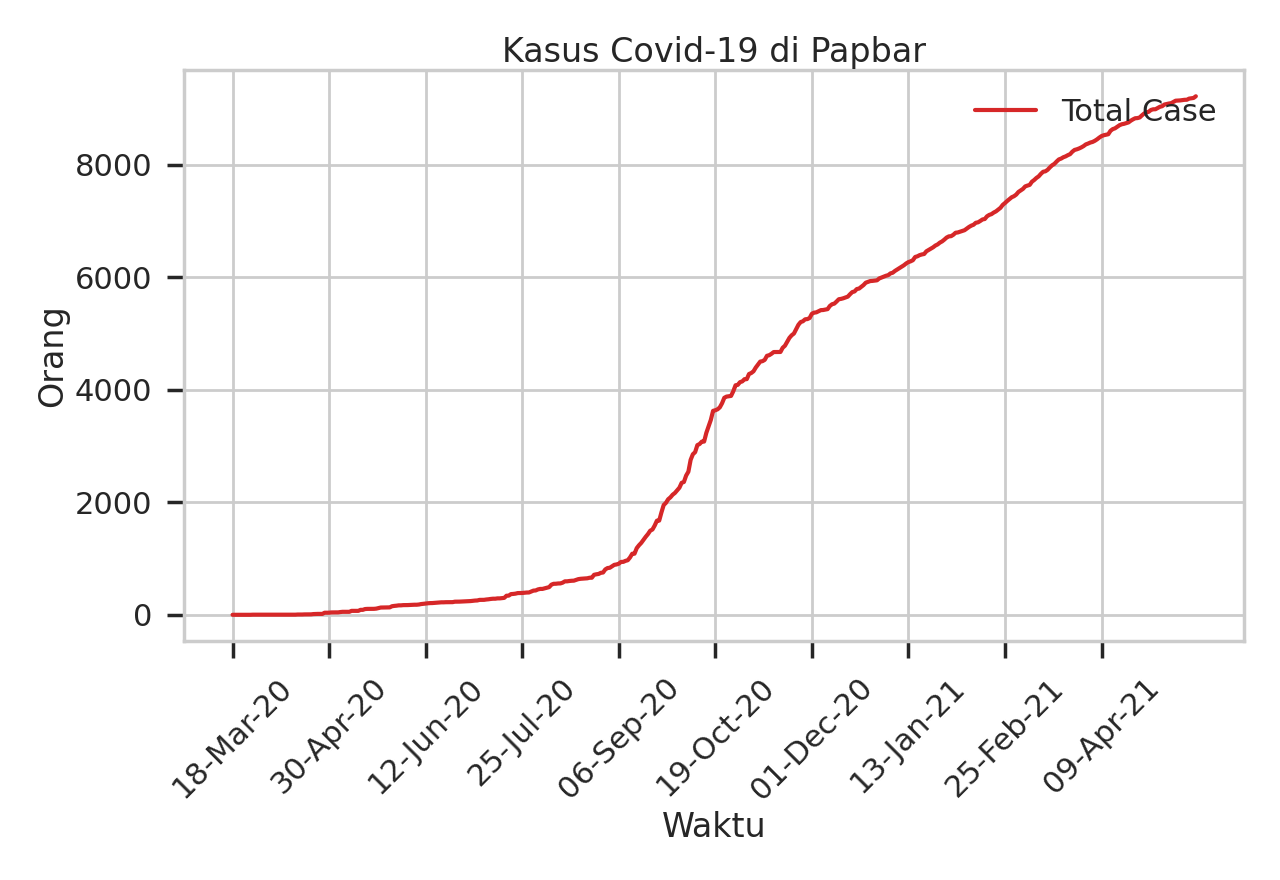 Kasus Covid-19 di Papbar
Total Case
Orang
8000
6000
4000
2000
0
18-Mar-20
30-Apr-20
12-Jun-20
25-Jul-20
06-Sep-20
19-Oct-20
01-Dec-20
13-Jan-21
25-Feb-21
09-Apr-21
Waktu